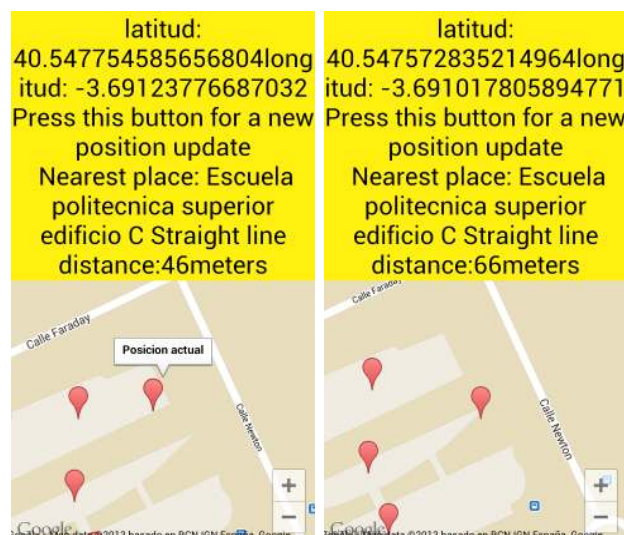 latitud:
40.547754585656804long
itud: -3.69123776687032
Press this button for a new
position update
Nearest place: Escuela
politecnica superior
edificio C Straight line
distance:46meters
Calle Faraday
Posicion actual
Calle Newton
+
−
Google
latitud:
40.547572835214964long
itud: -3.691017805894771
Press this button for a new
position update
Nearest place: Escuela
politecnica superior
edificio C Straight line
distance:66meters
Calle Faraday
Calle Newton
+
−
Google